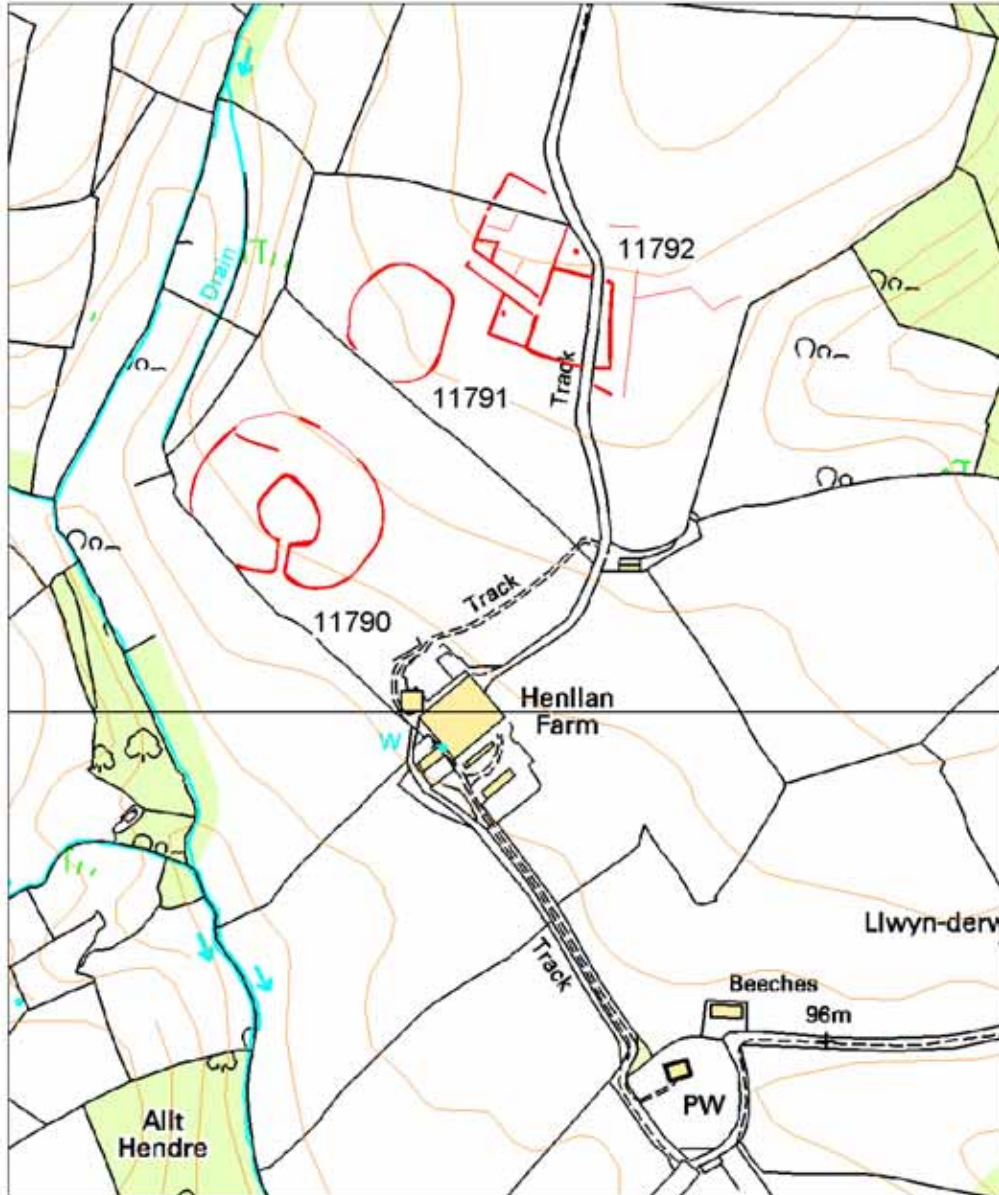 Drain
11792
Track
11791
Track
11790
Henllan
Farm
W
Track
Llwyn-derw
Beeches
96m
PW
Allt
Hendre